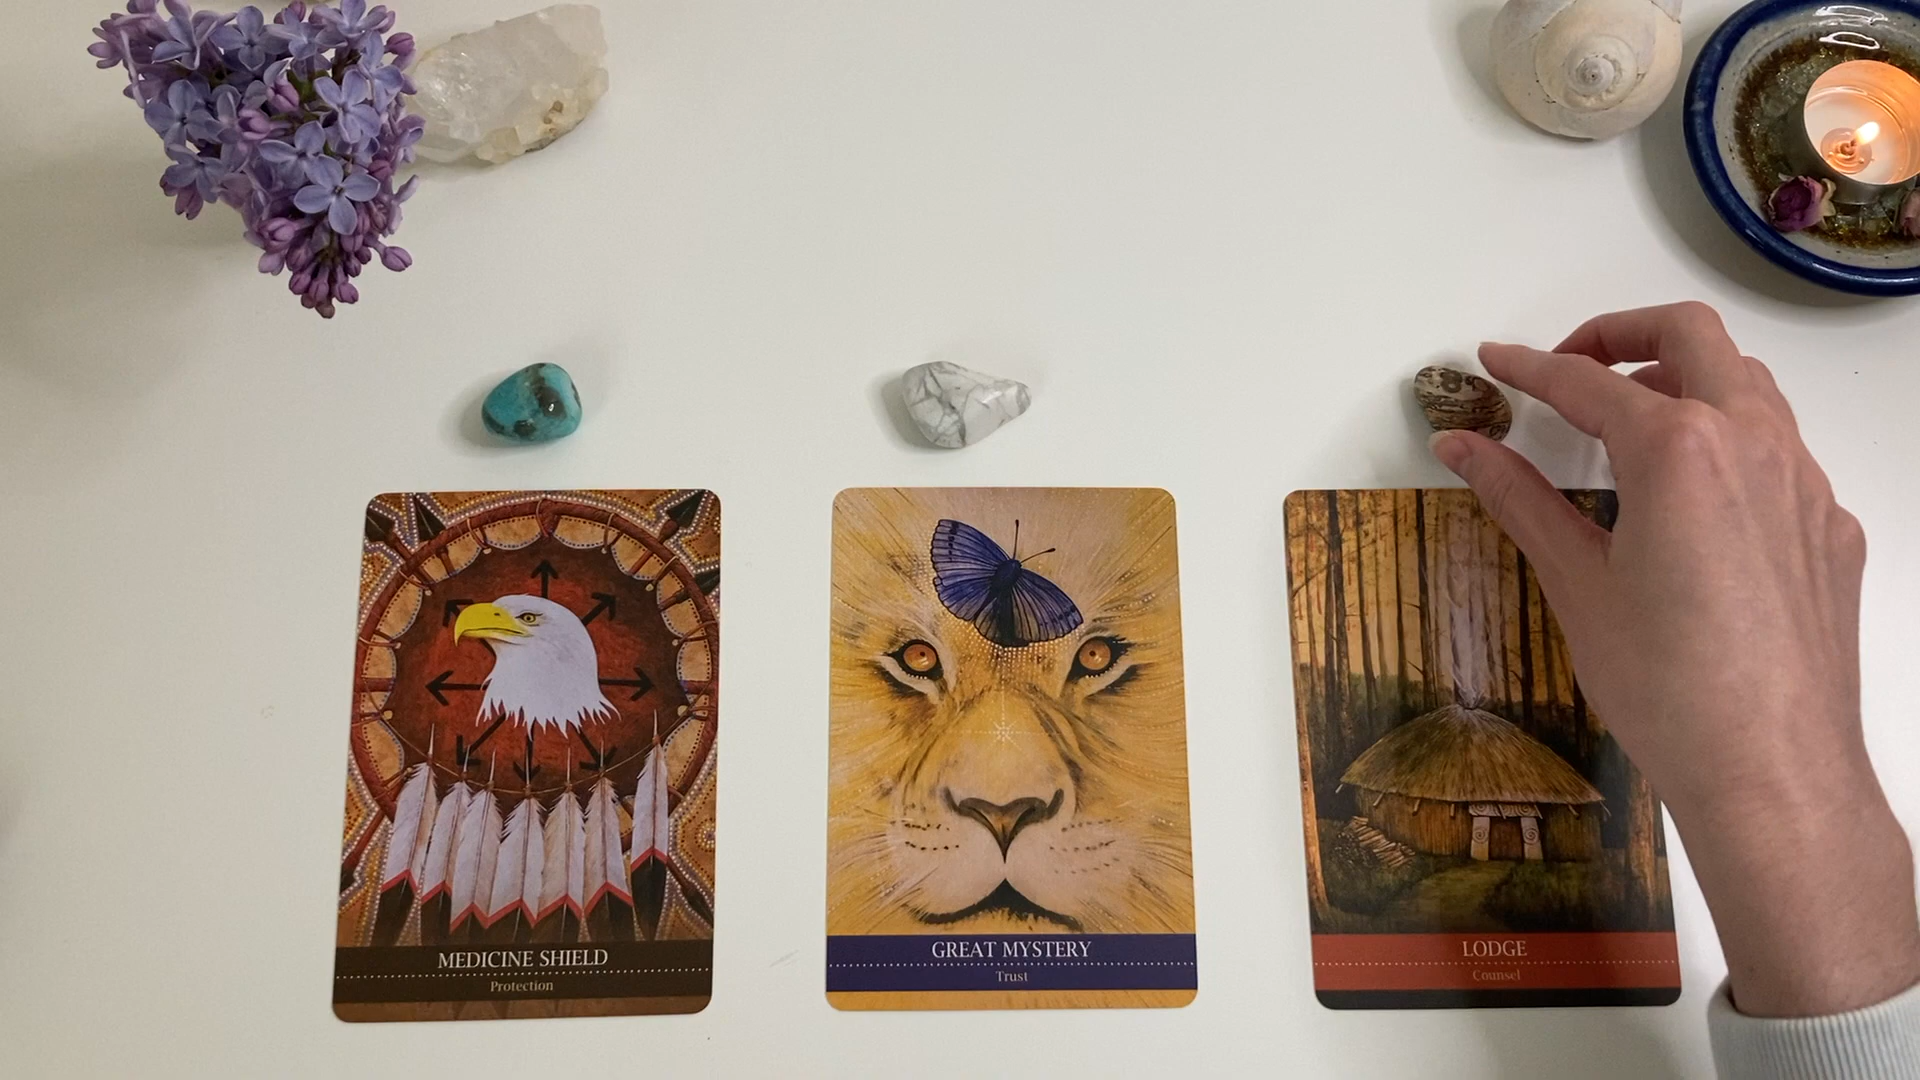 MEDICINE SHIELD
Protection
GREAT MYSTERY
Trust
LODGE
Counsel